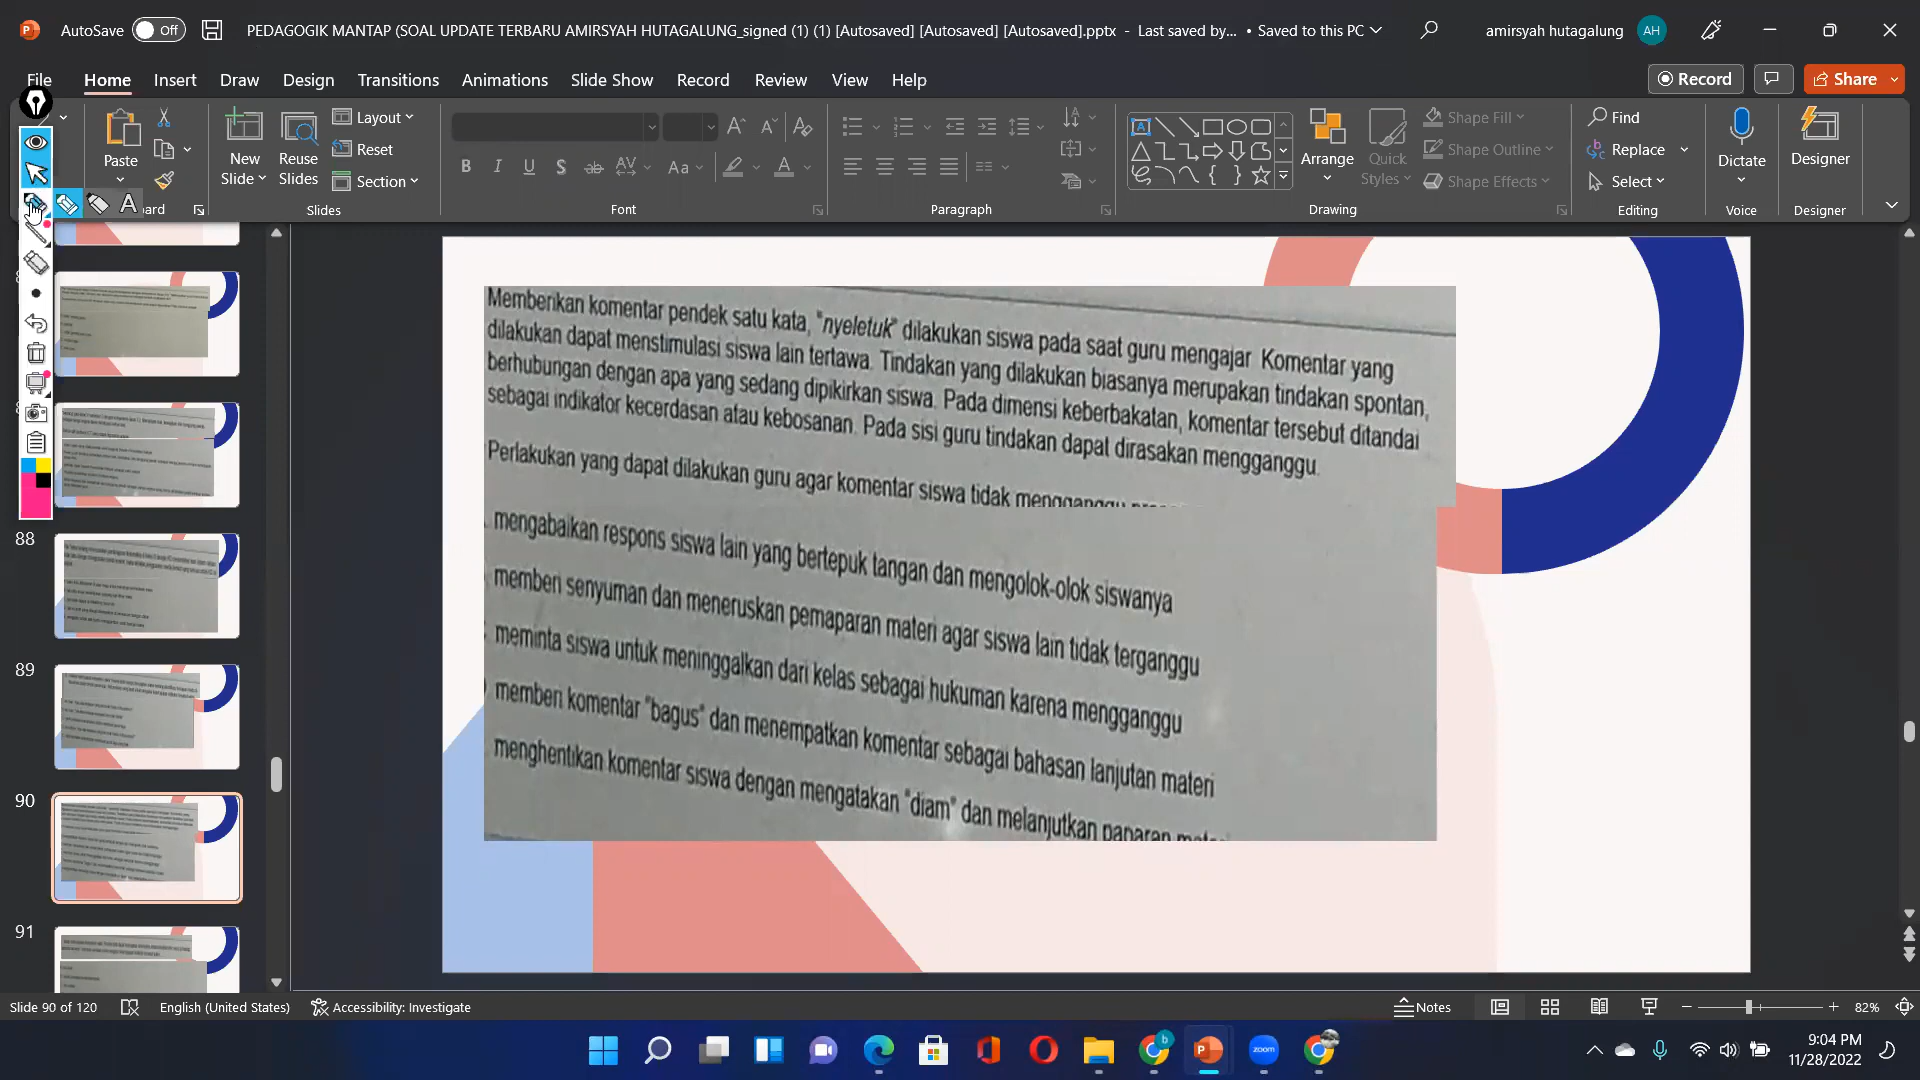 AutoSave Off PEDAGOGIK MANTAP (SOAL UPDATE TERBARU AMIRSYAH HUTAGALUNG_signed (1) (1) [Autosaved] [Autosaved] [Autosaved].pptx - Last saved by... • Saved to this PC amirsyah hutagalung AH
File Home Insert Draw Design Transitions Animations Slide Show Record Review View Help Record Share
Paste
New Slide
Reuse Slides
Layout
Reset
Section
B I U S ab AV Aa A
Arrange
Quick Styles
Shape Fill
Shape Outline
Shape Effects
Find
Replace
Select
Dictate
Designer
A
Slides Font Paragraph Drawing Editing Voice Designer
Memberikan komentar pendek satu kata, "nyeletuk" dilakukan siswa pada saat guru mengajar Komentar yang
dilakukan dapat menstimulasi siswa lain tertawa. Tindakan yang dilakukan biasanya merupakan tindakan spontan,
berhubungan dengan apa yang sedang dipikirkan siswa. Pada dimensi keberbakatan, komentar tersebut ditandai
sebagai indikator kecerdasan atau kebosanan. Pada sisi guru tindakan dapat dirasakan mengganggu.
Perlakukan yang dapat dilakukan guru agar komentar siswa tidak mengganggu
mengabaikan respons siswa lain yang bertepuk tangan dan mengolok-olok siswanya
memberi senyuman dan meneruskan pemaparan materi agar siswa lain tidak terganggu
meminta siswa untuk meninggalkan dari kelas sebagai hukuman karena mengganggu
memberi komentar "bagus" dan menempatkan komentar sebagai bahasan lanjutan materi
menghentikan komentar siswa dengan mengatakan "diam" dan melanjutkan paparan
88
89
90
91
Slide 90 of 120 English (United States) Accessibility: Investigate Notes 82%
zoom
9:04 PM
11/28/2022